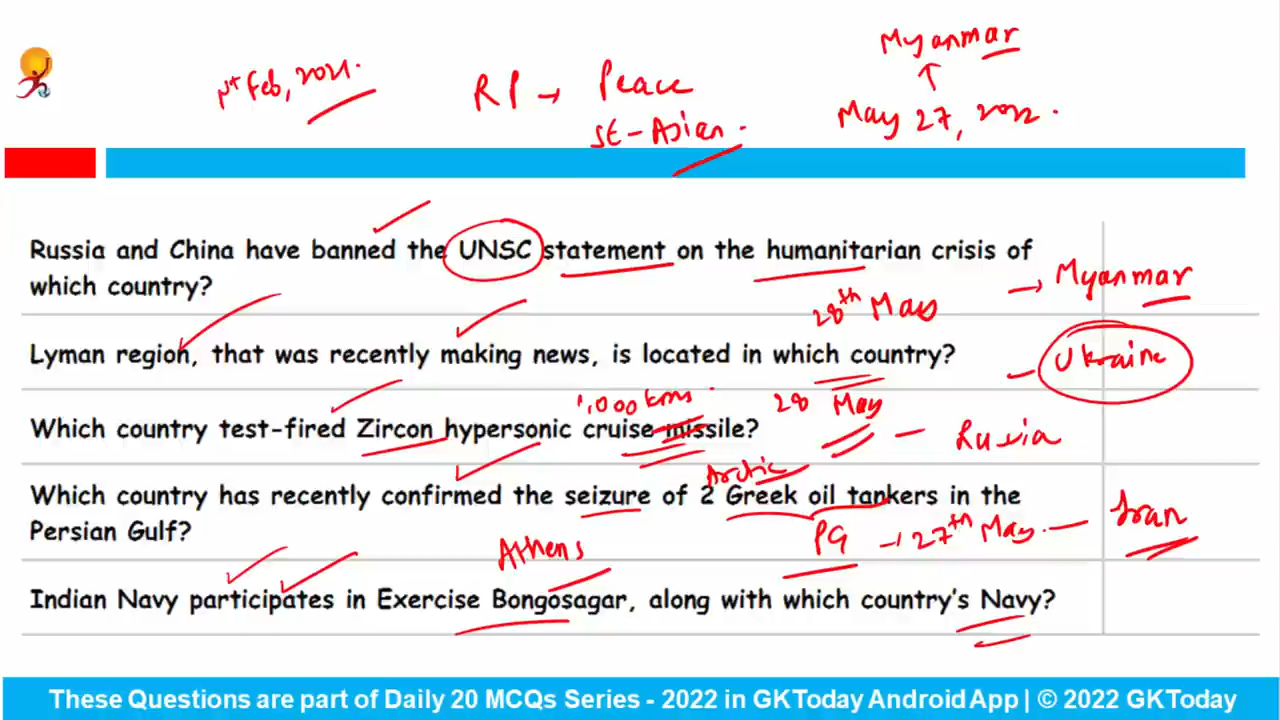 Myanmar
1st Feb, 2021.
RP → Peace
SE-Asian.
↑
May 27, 2022.
Russia and China have banned the UNSC statement on the humanitarian crisis of
which country?
→ Myanmar
28th May
Lyman region, that was recently making news, is located in which country?
- Ukraine
1,000 kms
28 May
Which country test-fired Zircon hypersonic cruise missile?
- Russia
Arctic
Which country has recently confirmed the seizure of 2 Greek oil tankers in the
Persian Gulf?
PG → 27th May - Iran
Athens
Indian Navy participates in Exercise Bongosagar, along with which country's Navy?
These Questions are part of Daily 20 MCQs Series - 2022 in GKToday Android App | © 2022 GKToday